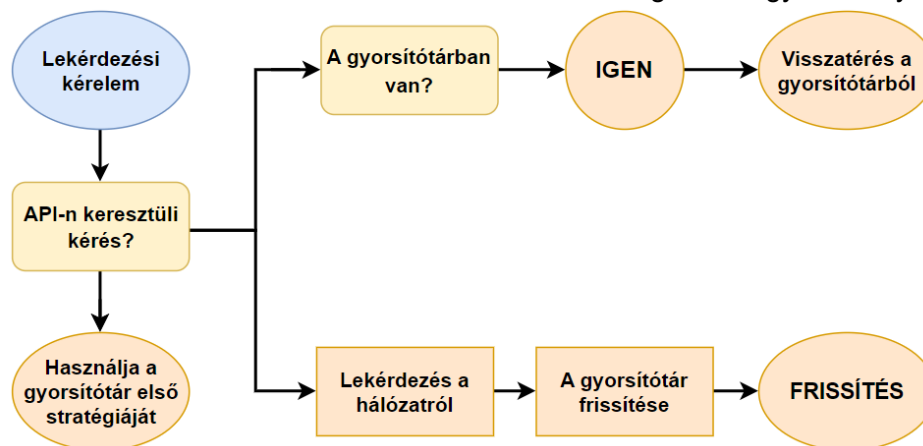 Lekérdezési
kérelem
A gyorsítótárban
van?
IGEN
Visszatérés a
gyorsítótárból
API-n keresztüli
kérés?
Használja a
gyorsítótár első
stratégiáját
Lekérdezés a
hálózatról
A gyorsítótár
frissítése
FRISSÍTÉS